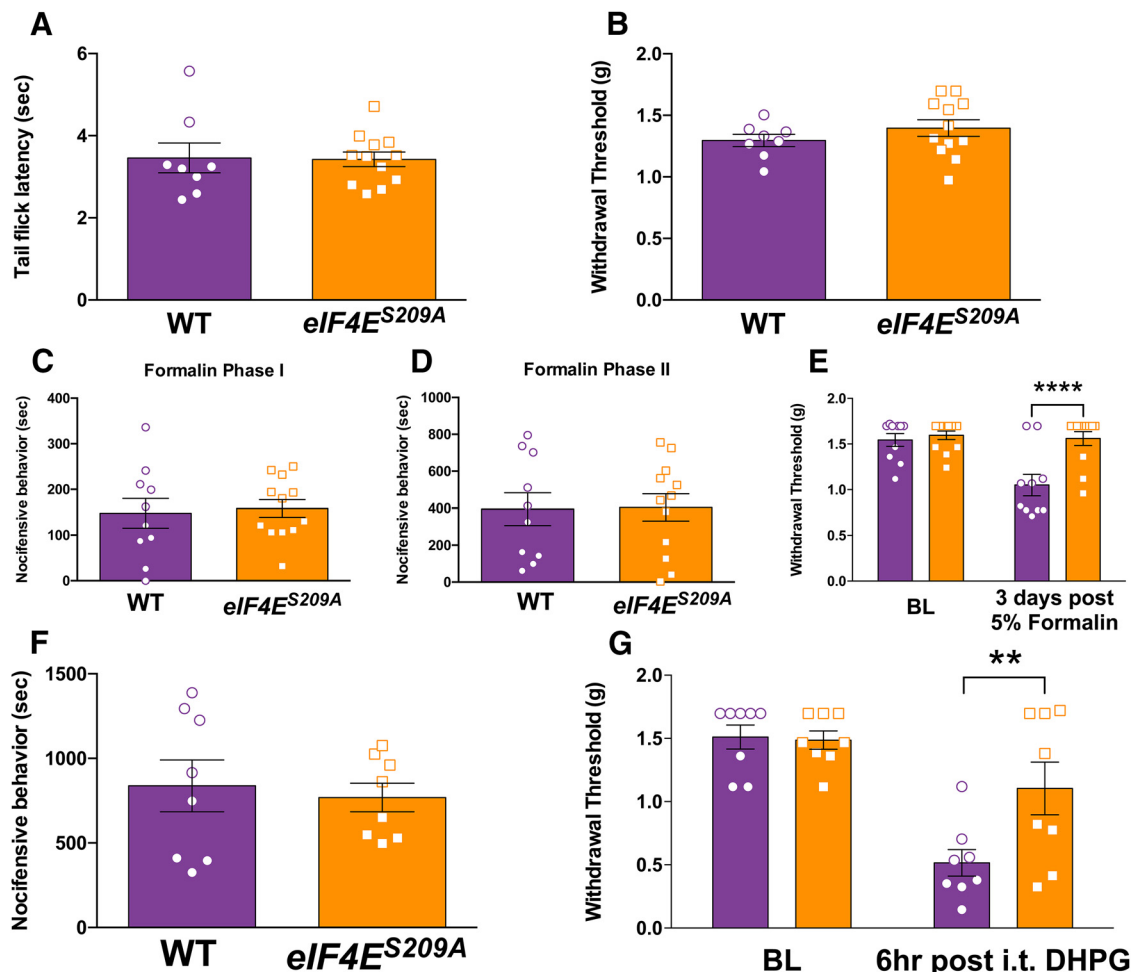 A
Tail flick latency (sec)
6
4
2
0
WT
eIF4E^S209A
B
Withdrawal Threshold (g)
2.0
1.5
1.0
0.5
0.0
WT
eIF4E^S209A
C
Formalin Phase I
Nocifensive behavior (sec)
400
300
200
100
0
WT
eIF4E^S209A
D
Formalin Phase II
Nocifensive behavior (sec)
1000
800
600
400
200
0
WT
eIF4E^S209A
E
Withdrawal Threshold (g)
2.0
1.5
1.0
0.5
0.0
****
BL
3 days post
5% Formalin
F
Nocifensive behavior (sec)
1500
1000
500
0
WT
eIF4E^S209A
G
Withdrawal Threshold (g)
2.0
1.5
1.0
0.5
0.0
**
BL
6hr post i.t. DHPG